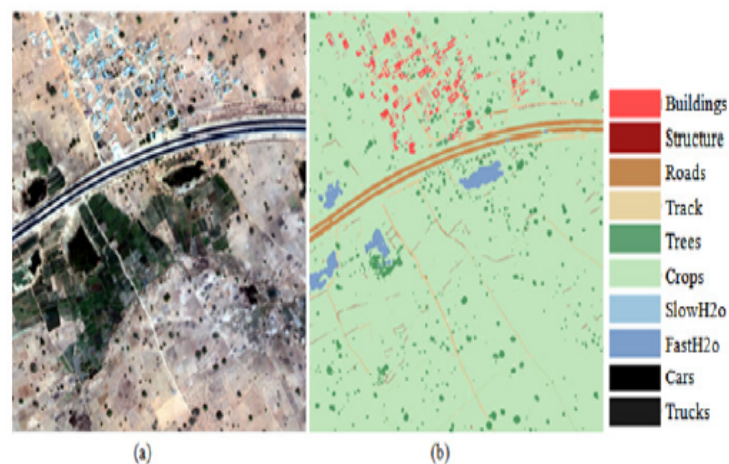 Buildings
Structure
Roads
Track
Trees
Crops
SlowH2o
FastH2o
Cars
Trucks
(a)
(b)